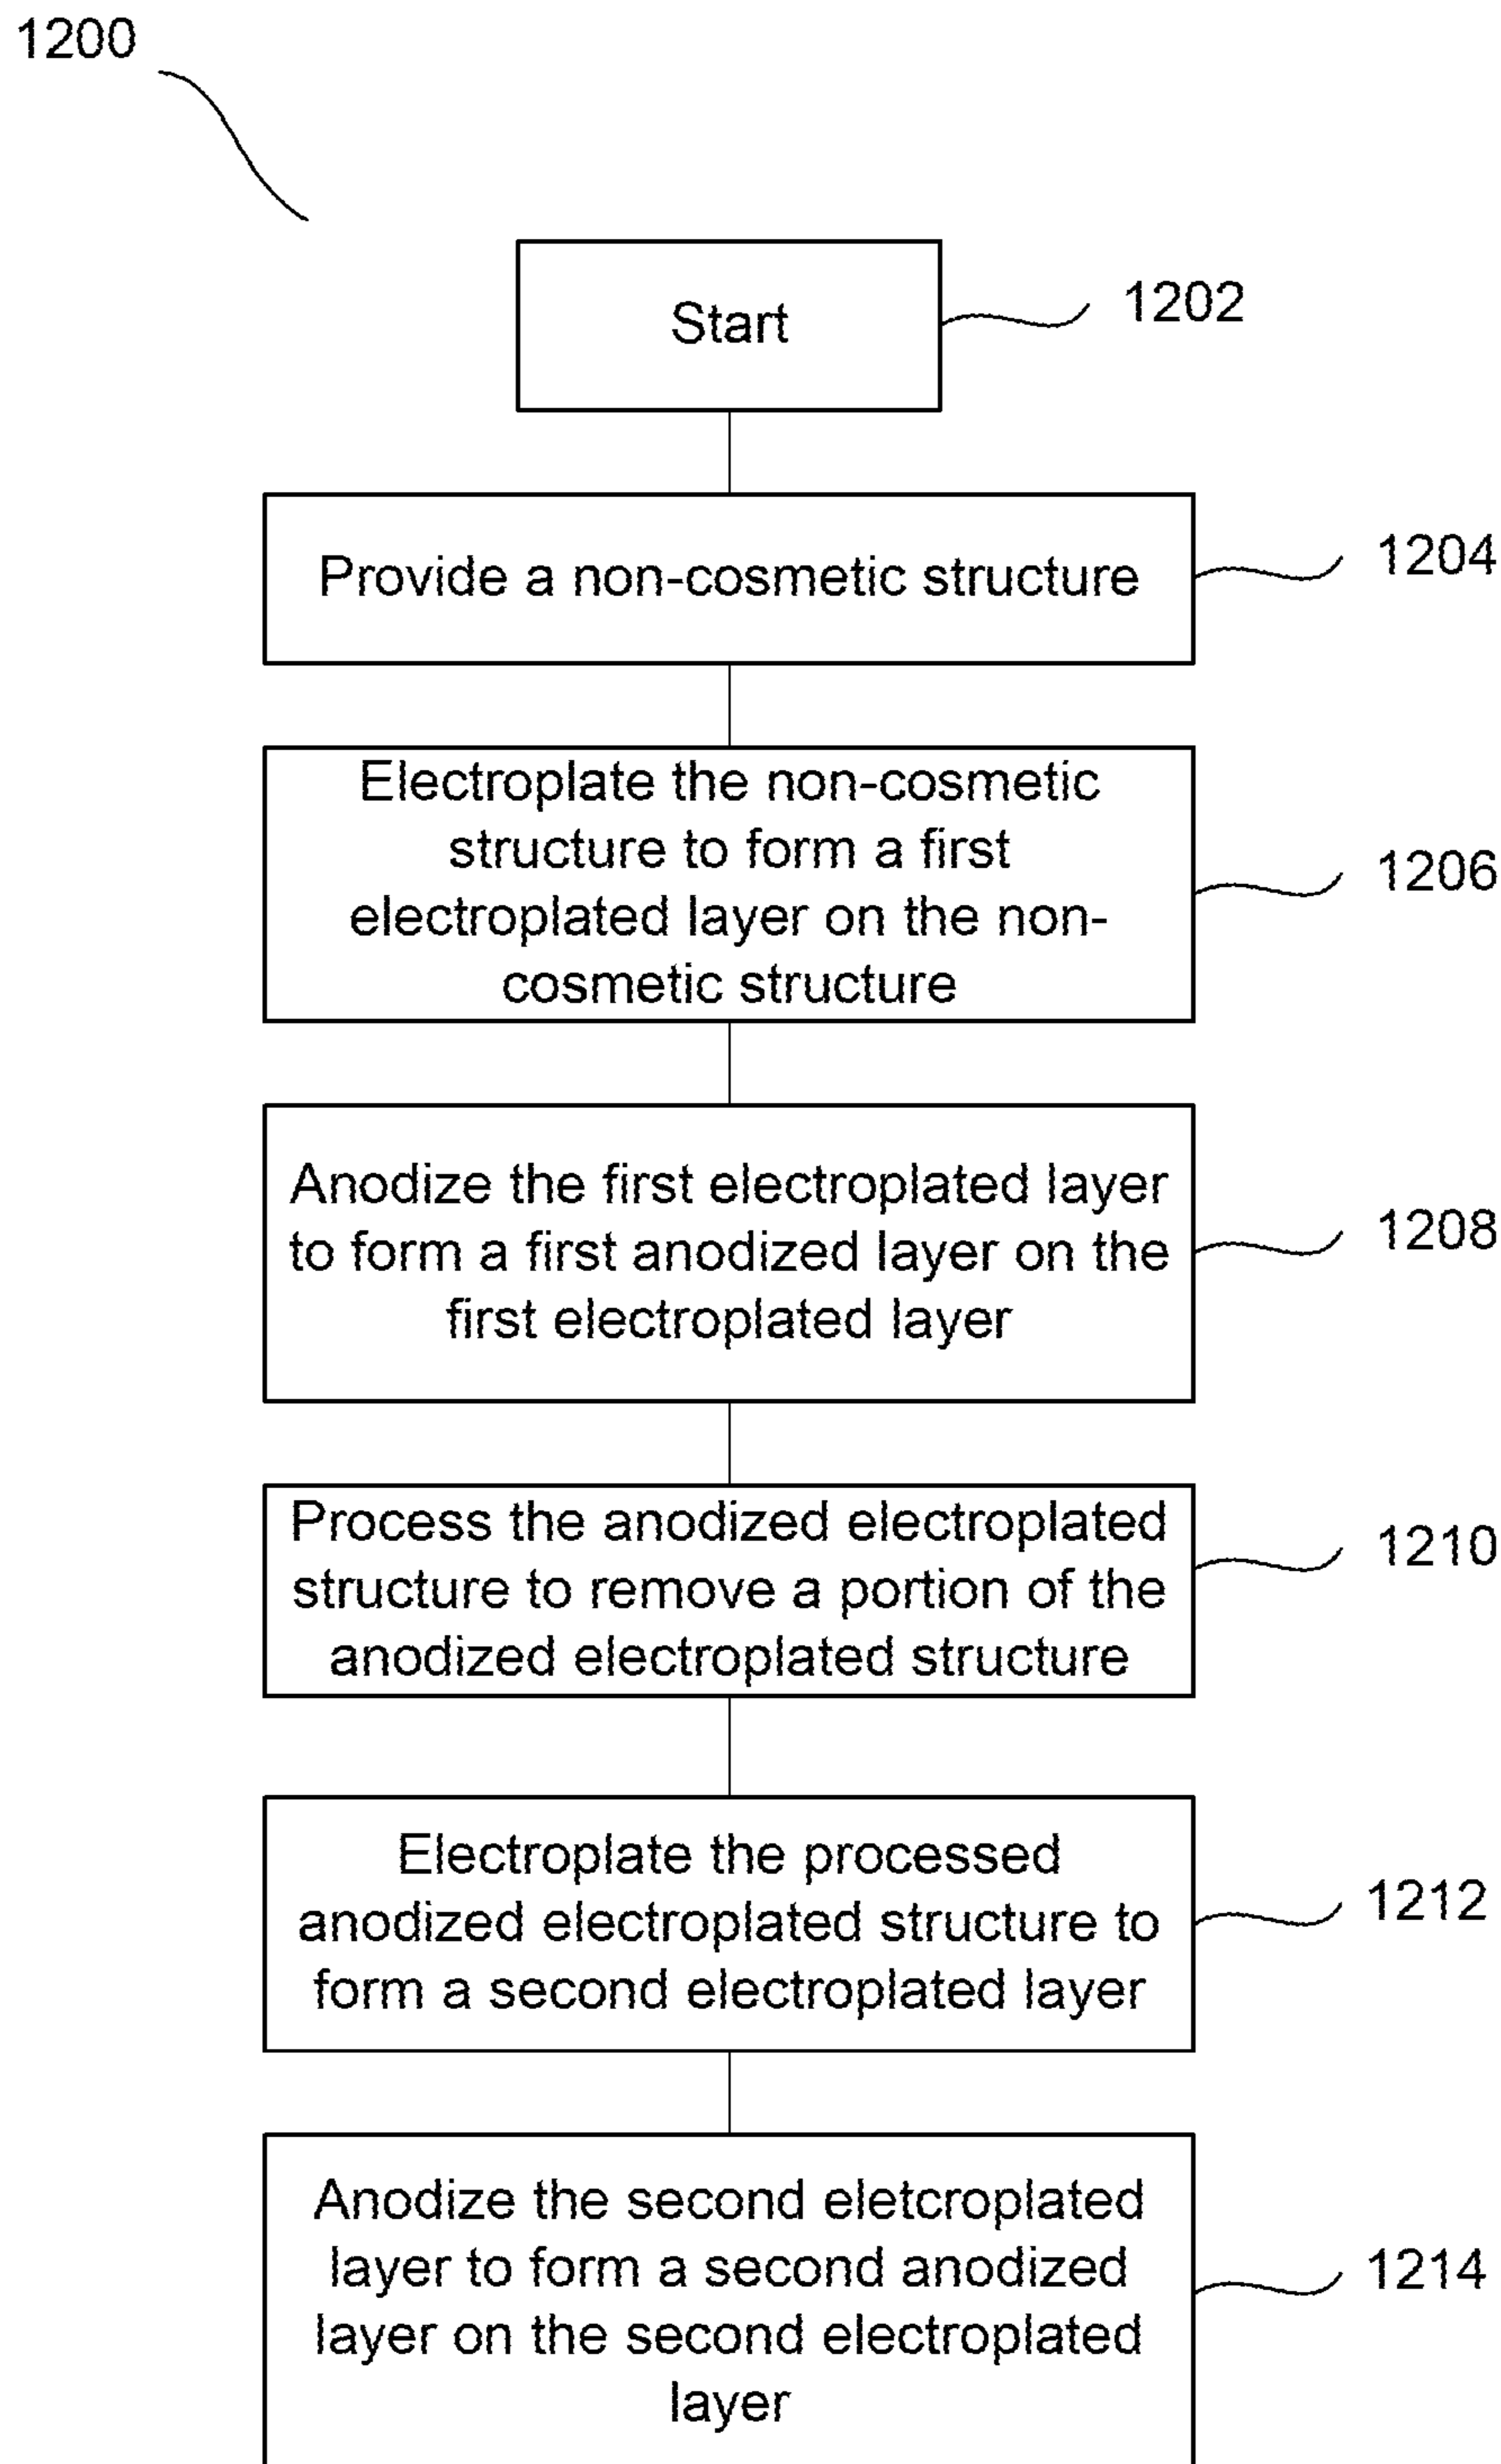 1200
Start
1202
Provide a non-cosmetic structure
1204
Electroplate the non-cosmetic
structure to form a first
electroplated layer on the non-
cosmetic structure
1206
Anodize the first electroplated layer
to form a first anodized layer on the
first electroplated layer
1208
Process the anodized electroplated
structure to remove a portion of the
anodized electroplated structure
1210
Electroplate the processed
anodized electroplated structure to
form a second electroplated layer
1212
Anodize the second eletcroplated
layer to form a second anodized
layer on the second electroplated
layer
1214